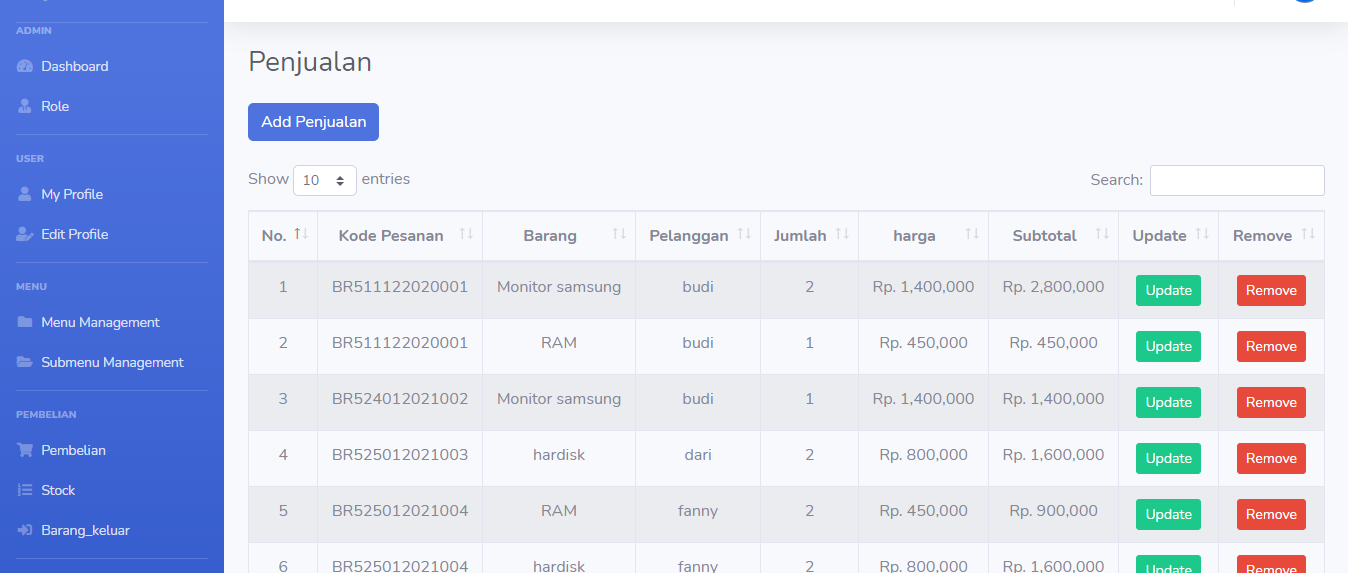 ADMIN
Dashboard
Role
USER
My Profile
Edit Profile
MENU
Menu Management
Submenu Management
PEMBELIAN
Pembelian
Stock
Barang_keluar
Penjualan
Add Penjualan
Show 10 entries
Search:
No. Kode Pesanan Barang Pelanggan Jumlah harga Subtotal Update Remove
1 BR511122020001 Monitor samsung budi 2 Rp. 1,400,000 Rp. 2,800,000 Update Remove
2 BR511122020001 RAM budi 1 Rp. 450,000 Rp. 450,000 Update Remove
3 BR524012021002 Monitor samsung budi 1 Rp. 1,400,000 Rp. 1,400,000 Update Remove
4 BR525012021003 hardisk dari 2 Rp. 800,000 Rp. 1,600,000 Update Remove
5 BR525012021004 RAM fanny 2 Rp. 450,000 Rp. 900,000 Update Remove
6 BR525012021004 hardisk fanny 2 Rp. 800,000 Rp. 1,600,000 Update Remove